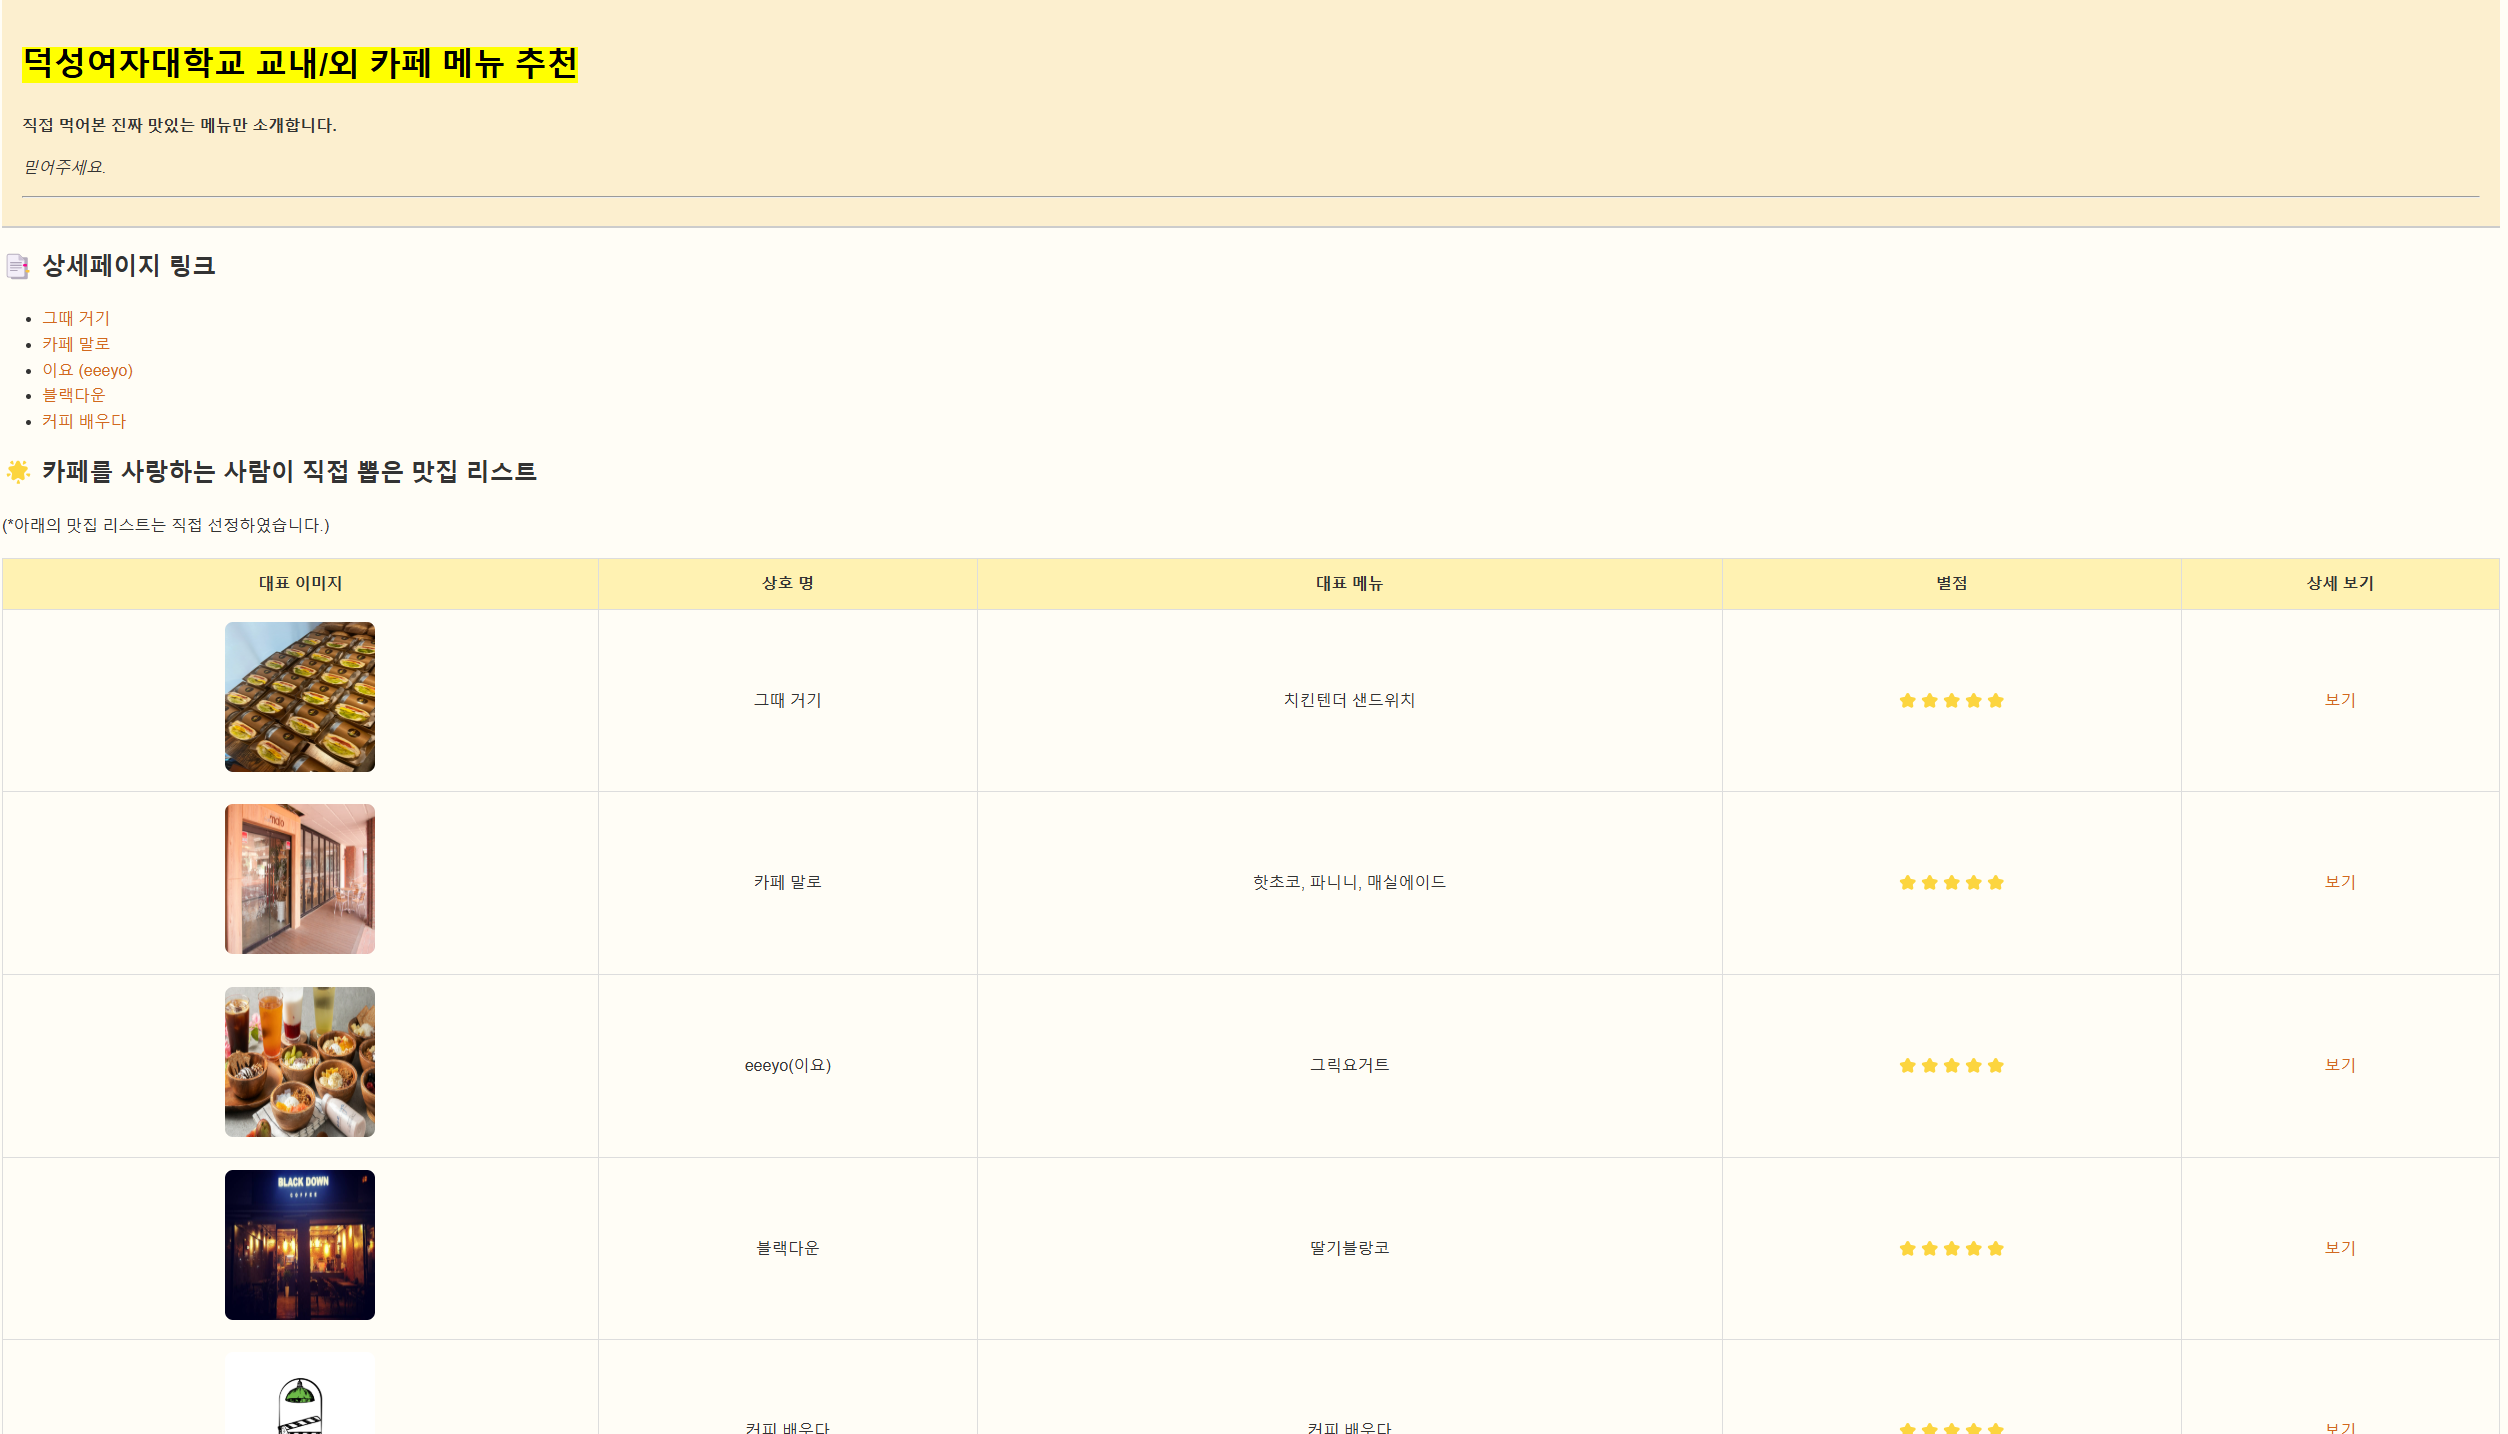 덕성여자대학교 교내/외 카페 메뉴 추천
직접 먹어본 진짜 맛있는 메뉴만 소개합니다.
믿어주세요.
상세페이지 링크
그때 거기
카페 말로
이요 (eeeyo)
블랙다운
커피 배우다
카페를 사랑하는 사람이 직접 뽑은 맛집 리스트
(*아래의 맛집 리스트는 직접 선정하였습니다.)
대표 이미지 상호 명 대표 메뉴 별점 상세 보기
그때 거기 치킨텐더 샌드위치 보기
malo
카페 말로 핫초코, 파니니, 매실에이드 보기
eeeyo(이요) 그릭요거트 보기
BLACK DOWN
COFFEE
블랙다운 딸기블랑코 보기
커피 배우다 커피 배우다 보기